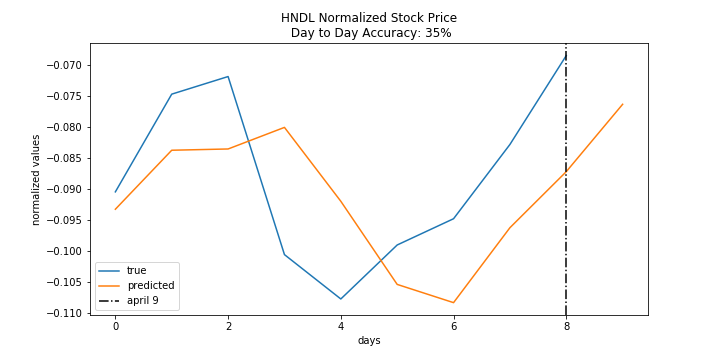 HNDL Normalized Stock Price
Day to Day Accuracy: 35%
normalized values
−0.070
−0.075
−0.080
−0.085
−0.090
−0.095
−0.100
−0.105
−0.110
true
predicted
april 9
0 2 4 6 8
days